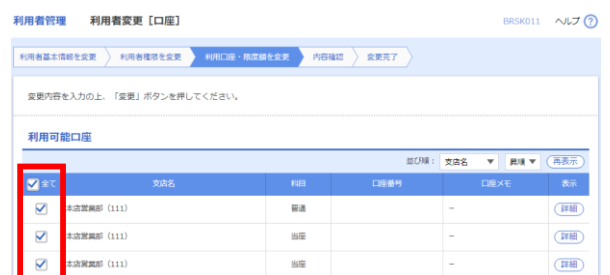 利用者管理 利用者変更［口座］ BRSK011 ヘルプ ?
利用者基本情報を変更 利用者権限を変更 利用口座・限度額を変更 内容確認 変更完了
変更内容を入力の上、「変更」ボタンを押してください。
利用可能口座
並び順： 支店名 ▼ 昇順 ▼ 再表示
全て 支店名 科目 口座番号 口座メモ 表示
本店営業部（111） 普通 － 詳細
本店営業部（111） 当座 － 詳細
本店営業部（111） 当座 － 詳細